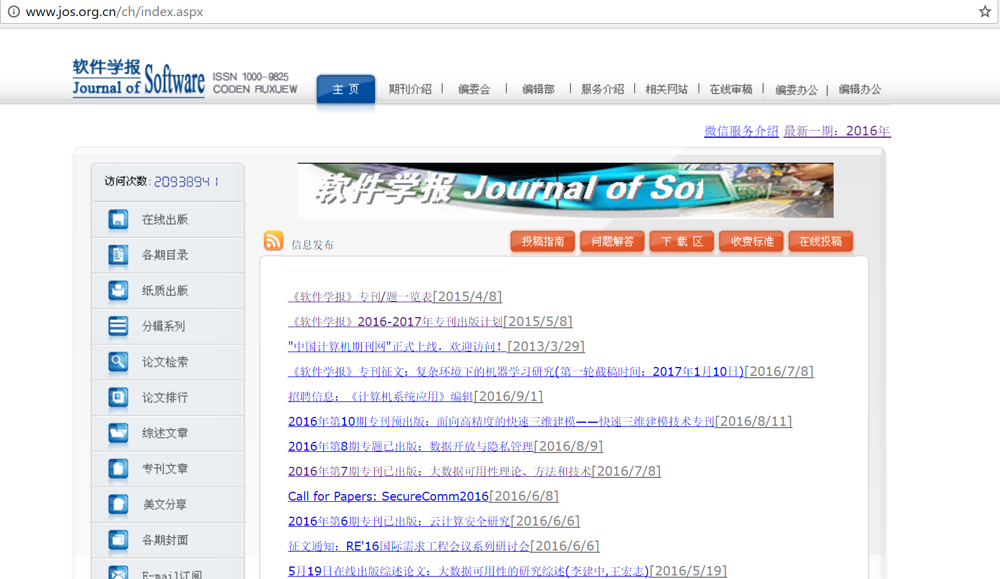 www.jos.org.cn/ch/index.aspx
软件学报
Journal of Software
ISSN 1000-9825
CODEN RUXUEW
主 页
期刊介绍 | 编委会 | 编辑部 | 服务介绍 | 相关网站 | 在线审稿 | 编委办公 | 编辑办公
微信服务介绍 最新一期：2016年
访问次数: 20938941
在线出版
各期目录
纸质出版
分辑系列
论文检索
论文排行
综述文章
专刊文章
美文分享
各期封面
E-mail订阅
软件学报 Journal of Sof
信息发布
投稿指南 问题解答 下 载 区 收费标准 在线投稿
《软件学报》专刊/题一览表[2015/4/8]
《软件学报》2016-2017年专刊出版计划[2015/5/8]
"中国计算机期刊网"正式上线，欢迎访问！[2013/3/29]
《软件学报》专刊征文：复杂环境下的机器学习研究(第一轮截稿时间：2017年1月10日)[2016/7/8]
招聘信息：《计算机系统应用》编辑[2016/9/1]
2016年第10期专刊预出版：面向高精度的快速三维建模——快速三维建模技术专刊[2016/8/11]
2016年第8期专题已出版：数据开放与隐私管理[2016/8/9]
2016年第7期专刊已出版：大数据可用性理论、方法和技术[2016/7/8]
Call for Papers: SecureComm2016[2016/6/8]
2016年第6期专刊已出版：云计算安全研究[2016/6/6]
征文通知：RE'16国际需求工程会议系列研讨会[2016/6/6]
5月19日在线出版综述论文：大数据可用性的研究综述(李建中,王宏志)[2016/5/19]